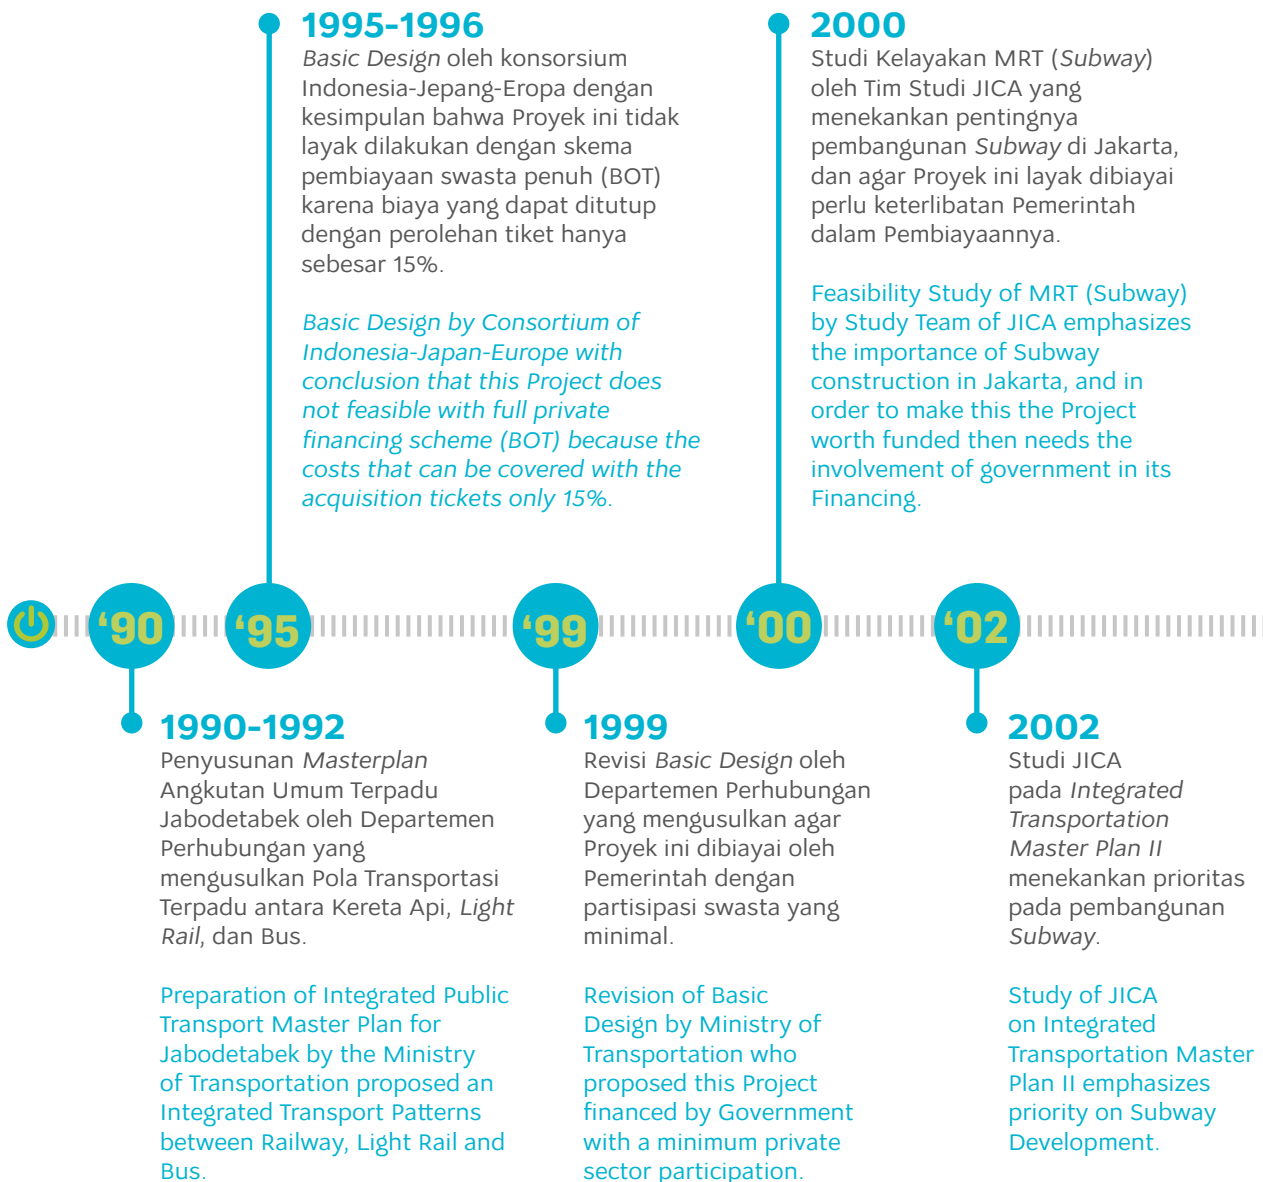 1995-1996
Basic Design oleh konsorsium
Indonesia-Jepang-Eropa dengan
kesimpulan bahwa Proyek ini tidak
layak dilakukan dengan skema
pembiayaan swasta penuh (BOT)
karena biaya yang dapat ditutup
dengan perolehan tiket hanya
sebesar 15%.
Basic Design by Consortium of
Indonesia-Japan-Europe with
conclusion that this Project does
not feasible with full private
financing scheme (BOT) because the
costs that can be covered with the
acquisition tickets only 15%.
2000
Studi Kelayakan MRT (Subway)
oleh Tim Studi JICA yang
menekankan pentingnya
pembangunan Subway di Jakarta,
dan agar Proyek ini layak dibiayai
perlu keterlibatan Pemerintah
dalam Pembiayaannya.
Feasibility Study of MRT (Subway)
by Study Team of JICA emphasizes
the importance of Subway
construction in Jakarta, and in
order to make this the Project
worth funded then needs the
involvement of government in its
Financing.
‘90 ‘95 ‘99 ‘00 ‘02
1990-1992
Penyusunan Masterplan
Angkutan Umum Terpadu
Jabodetabek oleh Departemen
Perhubungan yang
mengusulkan Pola Transportasi
Terpadu antara Kereta Api, Light
Rail, dan Bus.
Preparation of Integrated Public
Transport Master Plan for
Jabodetabek by the Ministry
of Transportation proposed an
Integrated Transport Patterns
between Railway, Light Rail and
Bus.
1999
Revisi Basic Design oleh
Departemen Perhubungan
yang mengusulkan agar
Proyek ini dibiayai oleh
Pemerintah dengan
partisipasi swasta yang
minimal.
Revision of Basic
Design by Ministry of
Transportation who
proposed this Project
financed by Government
with a minimum private
sector participation.
2002
Studi JICA
pada Integrated
Transportation
Master Plan II
menekankan prioritas
pada pembangunan
Subway.
Study of JICA
on Integrated
Transportation Master
Plan II emphasizes
priority on Subway
Development.